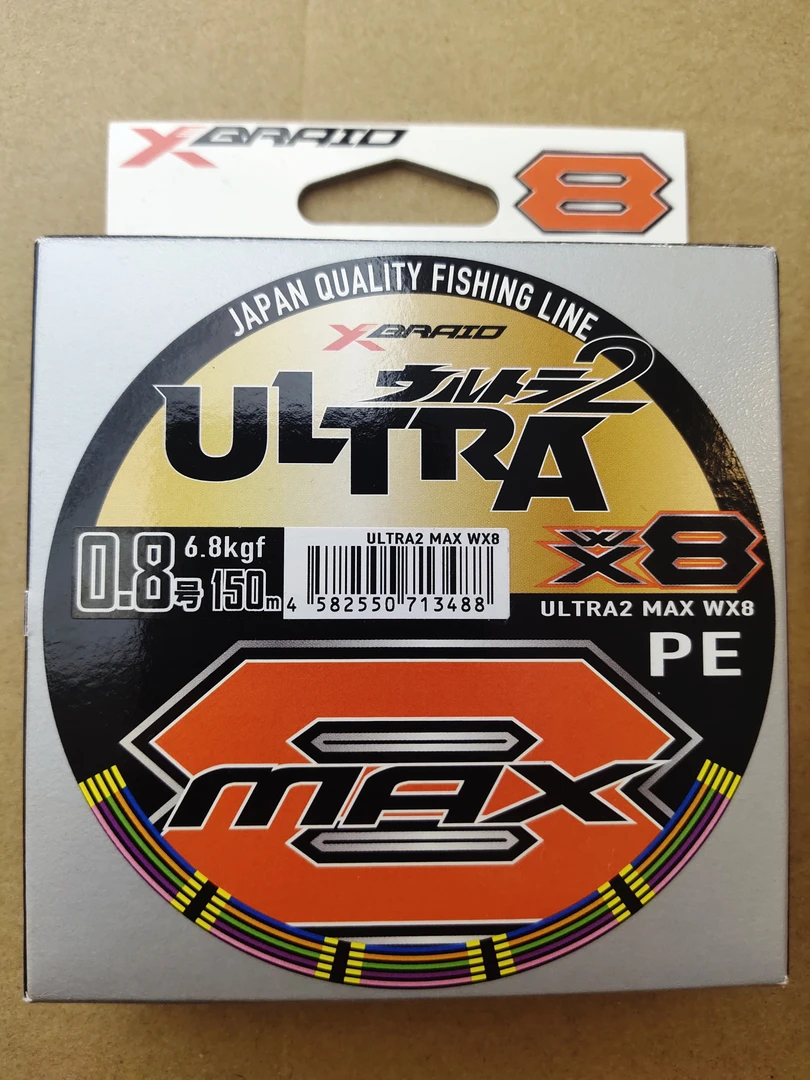 X-BRAID
8
JAPAN QUALITY FISHING LINE
X-BRAID
ウルトラ2
ULTRA
0.8号 6.8kgf 150m
ULTRA2 MAX WX8
4 582550 713488
WX8
ULTRA2 MAX WX8
PE
MAX